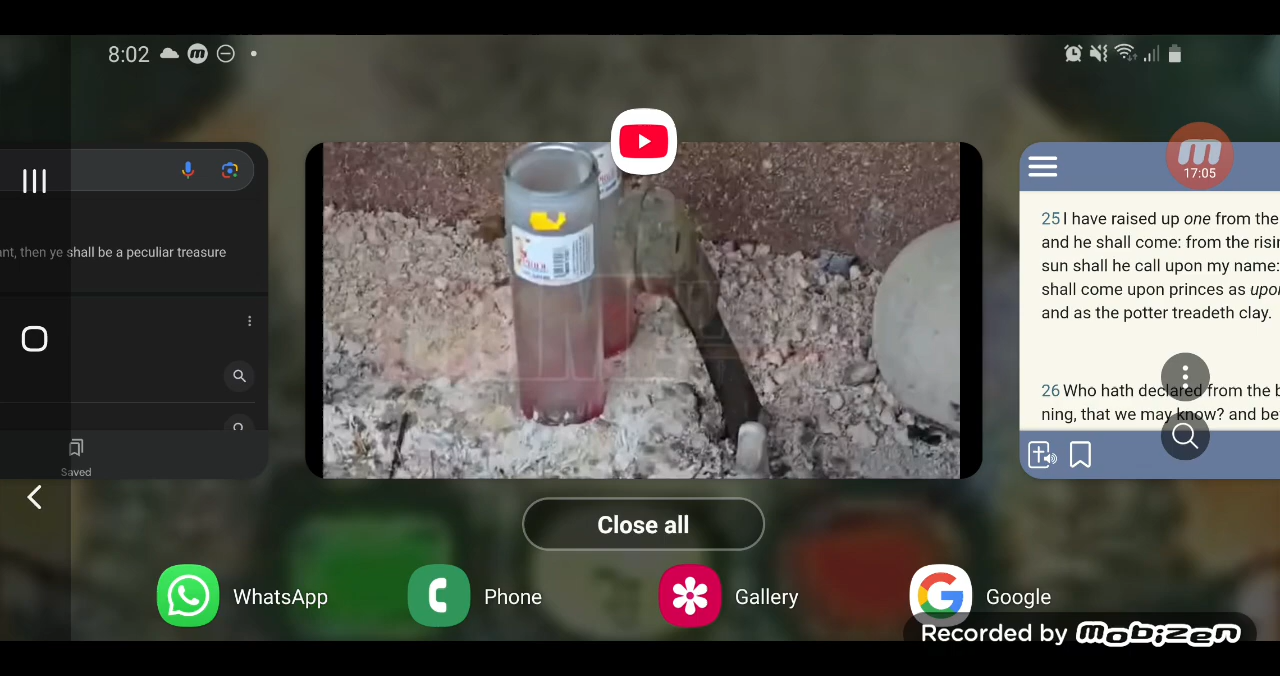 8:02
17:05
ant, then ye shall be a peculiar treasure
25 I have raised up one from the
and he shall come: from the risi
sun shall he call upon my name:
shall come upon princes as upo
and as the potter treadeth clay.
26 Who hath declared from the b
ning, that we may know? and be
Saved
Close all
WhatsApp
Phone
Gallery
Google
Recorded by mobizen